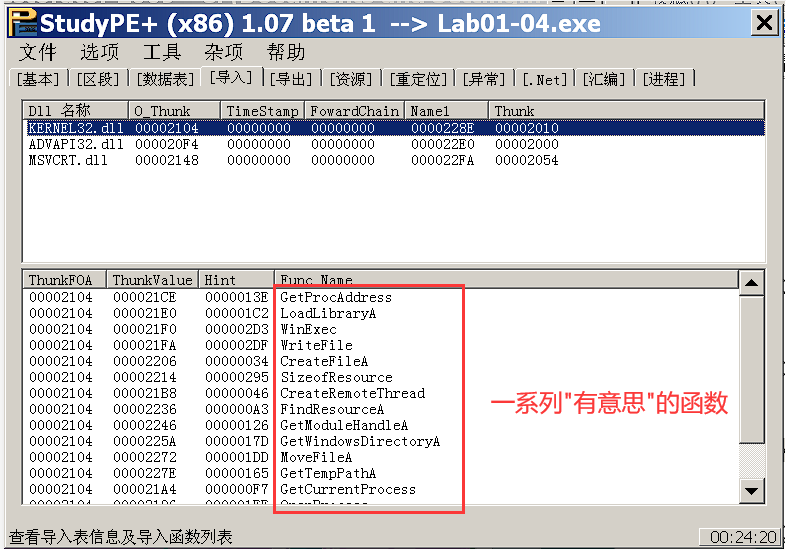 StudyPE+ (x86) 1.07 beta 1 --> Lab01-04.exe
文件 选项 工具 杂项 帮助
[基本] [区段] [数据表] [导入] [导出] [资源] [重定位] [异常] [.Net] [汇编] [进程]
Dll 名称 O_Thunk TimeStamp FowardChain Name1 Thunk
KERNEL32.dll 00002104 00000000 00000000 0000228E 00002010
ADVAPI32.dll 000020F4 00000000 00000000 000022E0 00002000
MSVCRT.dll 00002148 00000000 00000000 000022FA 00002054
ThunkFOA ThunkValue Hint Func Name
00002104 000021CE 0000013E GetProcAddress
00002104 000021E0 000001C2 LoadLibraryA
00002104 000021F0 000002D3 WinExec
00002104 000021FA 000002DF WriteFile
00002104 00002206 00000034 CreateFileA
00002104 00002214 00000295 SizeofResource
00002104 000021B8 00000046 CreateRemoteThread
00002104 00002236 000000A3 FindResourceA
00002104 00002246 00000126 GetModuleHandleA
00002104 0000225A 0000017D GetWindowsDirectoryA
00002104 00002272 000001DD MoveFileA
00002104 0000227E 00000165 GetTempPathA
00002104 000021A4 000000F7 GetCurrentProcess
一系列"有意思"的函数
查看导入表信息及导入函数列表 00:24:20